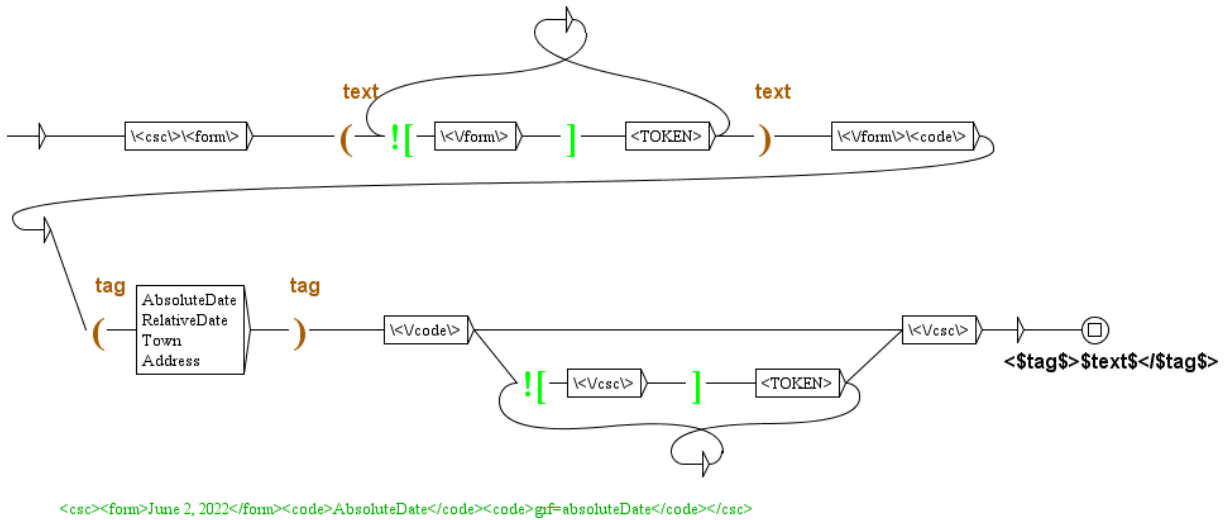 text
text
\<csc\>\<form\>
(
![
\<\/form\>
]
<TOKEN>
)
\<\/form\>\<code\>
tag
tag
(
AbsoluteDate
RelativeDate
Town
Address
)
\<\/code\>
\<\/csc\>
<$tag$>$text$</$tag$>
![
\<\/csc\>
]
<TOKEN>
<csc><form>June 2, 2022</form><code>AbsoluteDate</code><code>grf=absoluteDate</code></csc>